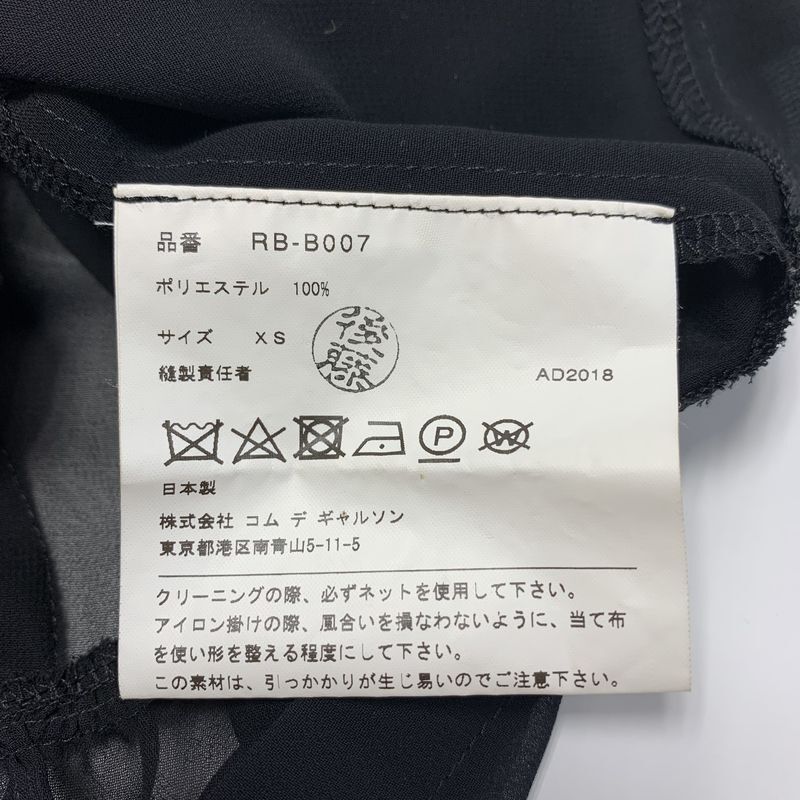 品番 RB-B007
ポリエステル 100%
サイズ XS
後藤
縫製責任者 AD2018
P W
日本製
株式会社 コム デ ギャルソン
東京都港区南青山5-11-5
クリーニングの際、必ずネットを使用して下さい。
アイロン掛けの際、風合いを損なわないように、当て布
を使い形を整える程度にして下さい。
この素材は、引っかかりが生じ易いのでご注意下さい。